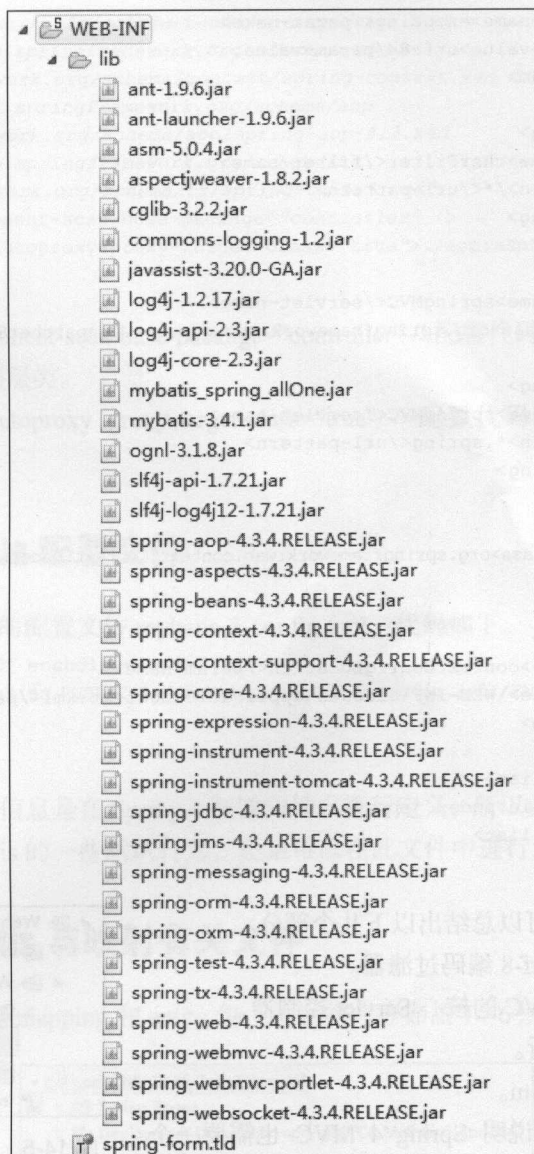 WEB-INF
lib
ant-1.9.6.jar
ant-launcher-1.9.6.jar
asm-5.0.4.jar
aspectjweaver-1.8.2.jar
cglib-3.2.2.jar
commons-logging-1.2.jar
javassist-3.20.0-GA.jar
log4j-1.2.17.jar
log4j-api-2.3.jar
log4j-core-2.3.jar
mybatis_spring_allOne.jar
mybatis-3.4.1.jar
ognl-3.1.8.jar
slf4j-api-1.7.21.jar
slf4j-log4j12-1.7.21.jar
spring-aop-4.3.4.RELEASE.jar
spring-aspects-4.3.4.RELEASE.jar
spring-beans-4.3.4.RELEASE.jar
spring-context-4.3.4.RELEASE.jar
spring-context-support-4.3.4.RELEASE.jar
spring-core-4.3.4.RELEASE.jar
spring-expression-4.3.4.RELEASE.jar
spring-instrument-4.3.4.RELEASE.jar
spring-instrument-tomcat-4.3.4.RELEASE.jar
spring-jdbc-4.3.4.RELEASE.jar
spring-jms-4.3.4.RELEASE.jar
spring-messaging-4.3.4.RELEASE.jar
spring-orm-4.3.4.RELEASE.jar
spring-oxm-4.3.4.RELEASE.jar
spring-test-4.3.4.RELEASE.jar
spring-tx-4.3.4.RELEASE.jar
spring-web-4.3.4.RELEASE.jar
spring-webmvc-4.3.4.RELEASE.jar
spring-webmvc-portlet-4.3.4.RELEASE.jar
spring-websocket-4.3.4.RELEASE.jar
spring-form.tld